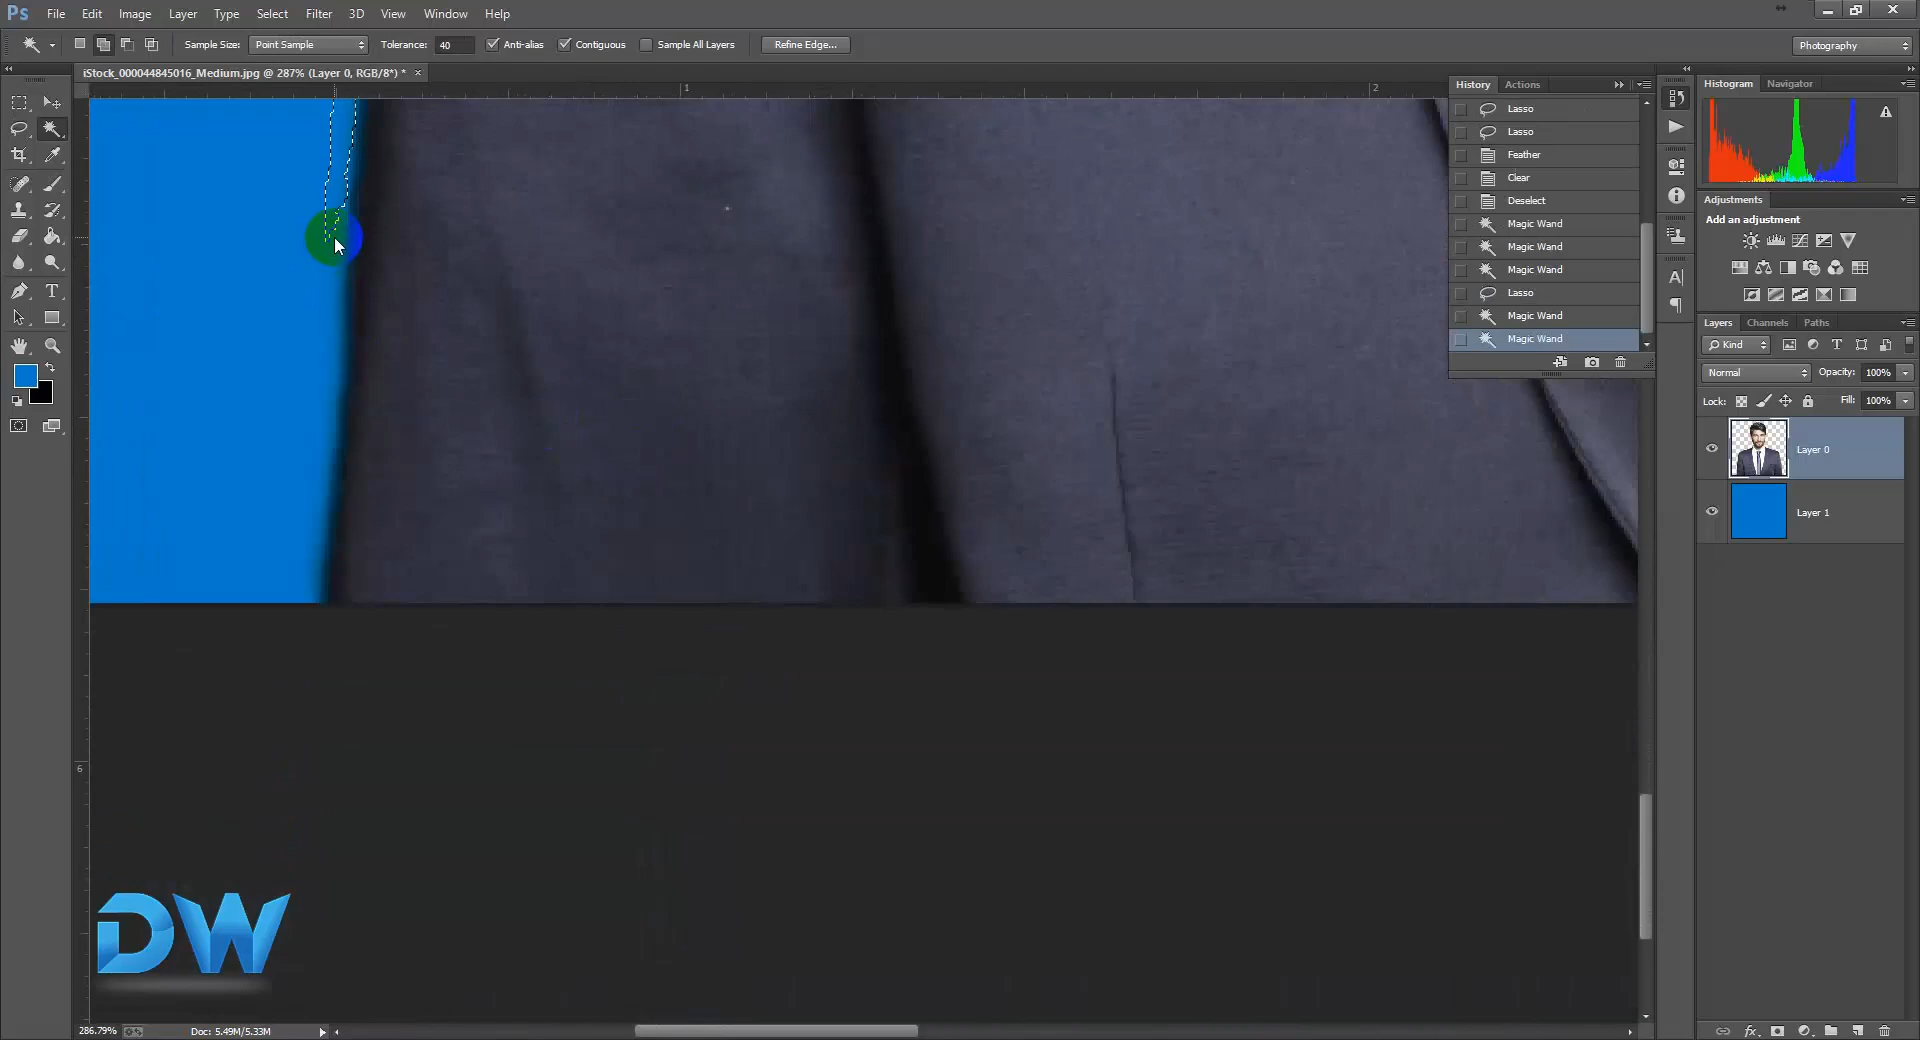 Ps File Edit Image Layer Type Select Filter 3D View Window Help
Sample Size: Point Sample Tolerance: 40 Anti-alias Contiguous Sample All Layers Refine Edge... Photography
iStock_000044845016_Medium.jpg @ 287% (Layer 0, RGB/8*) * ×
1 2
History Actions
Lasso
Lasso
Feather
Clear
Deselect
Magic Wand
Magic Wand
Magic Wand
Lasso
Magic Wand
Magic Wand
Histogram Navigator
Adjustments
Add an adjustment
Layers Channels Paths
Kind
Normal Opacity: 100%
Lock: Fill: 100%
Layer 0
Layer 1
6
DW
286.79% Doc: 5.49M/5.33M